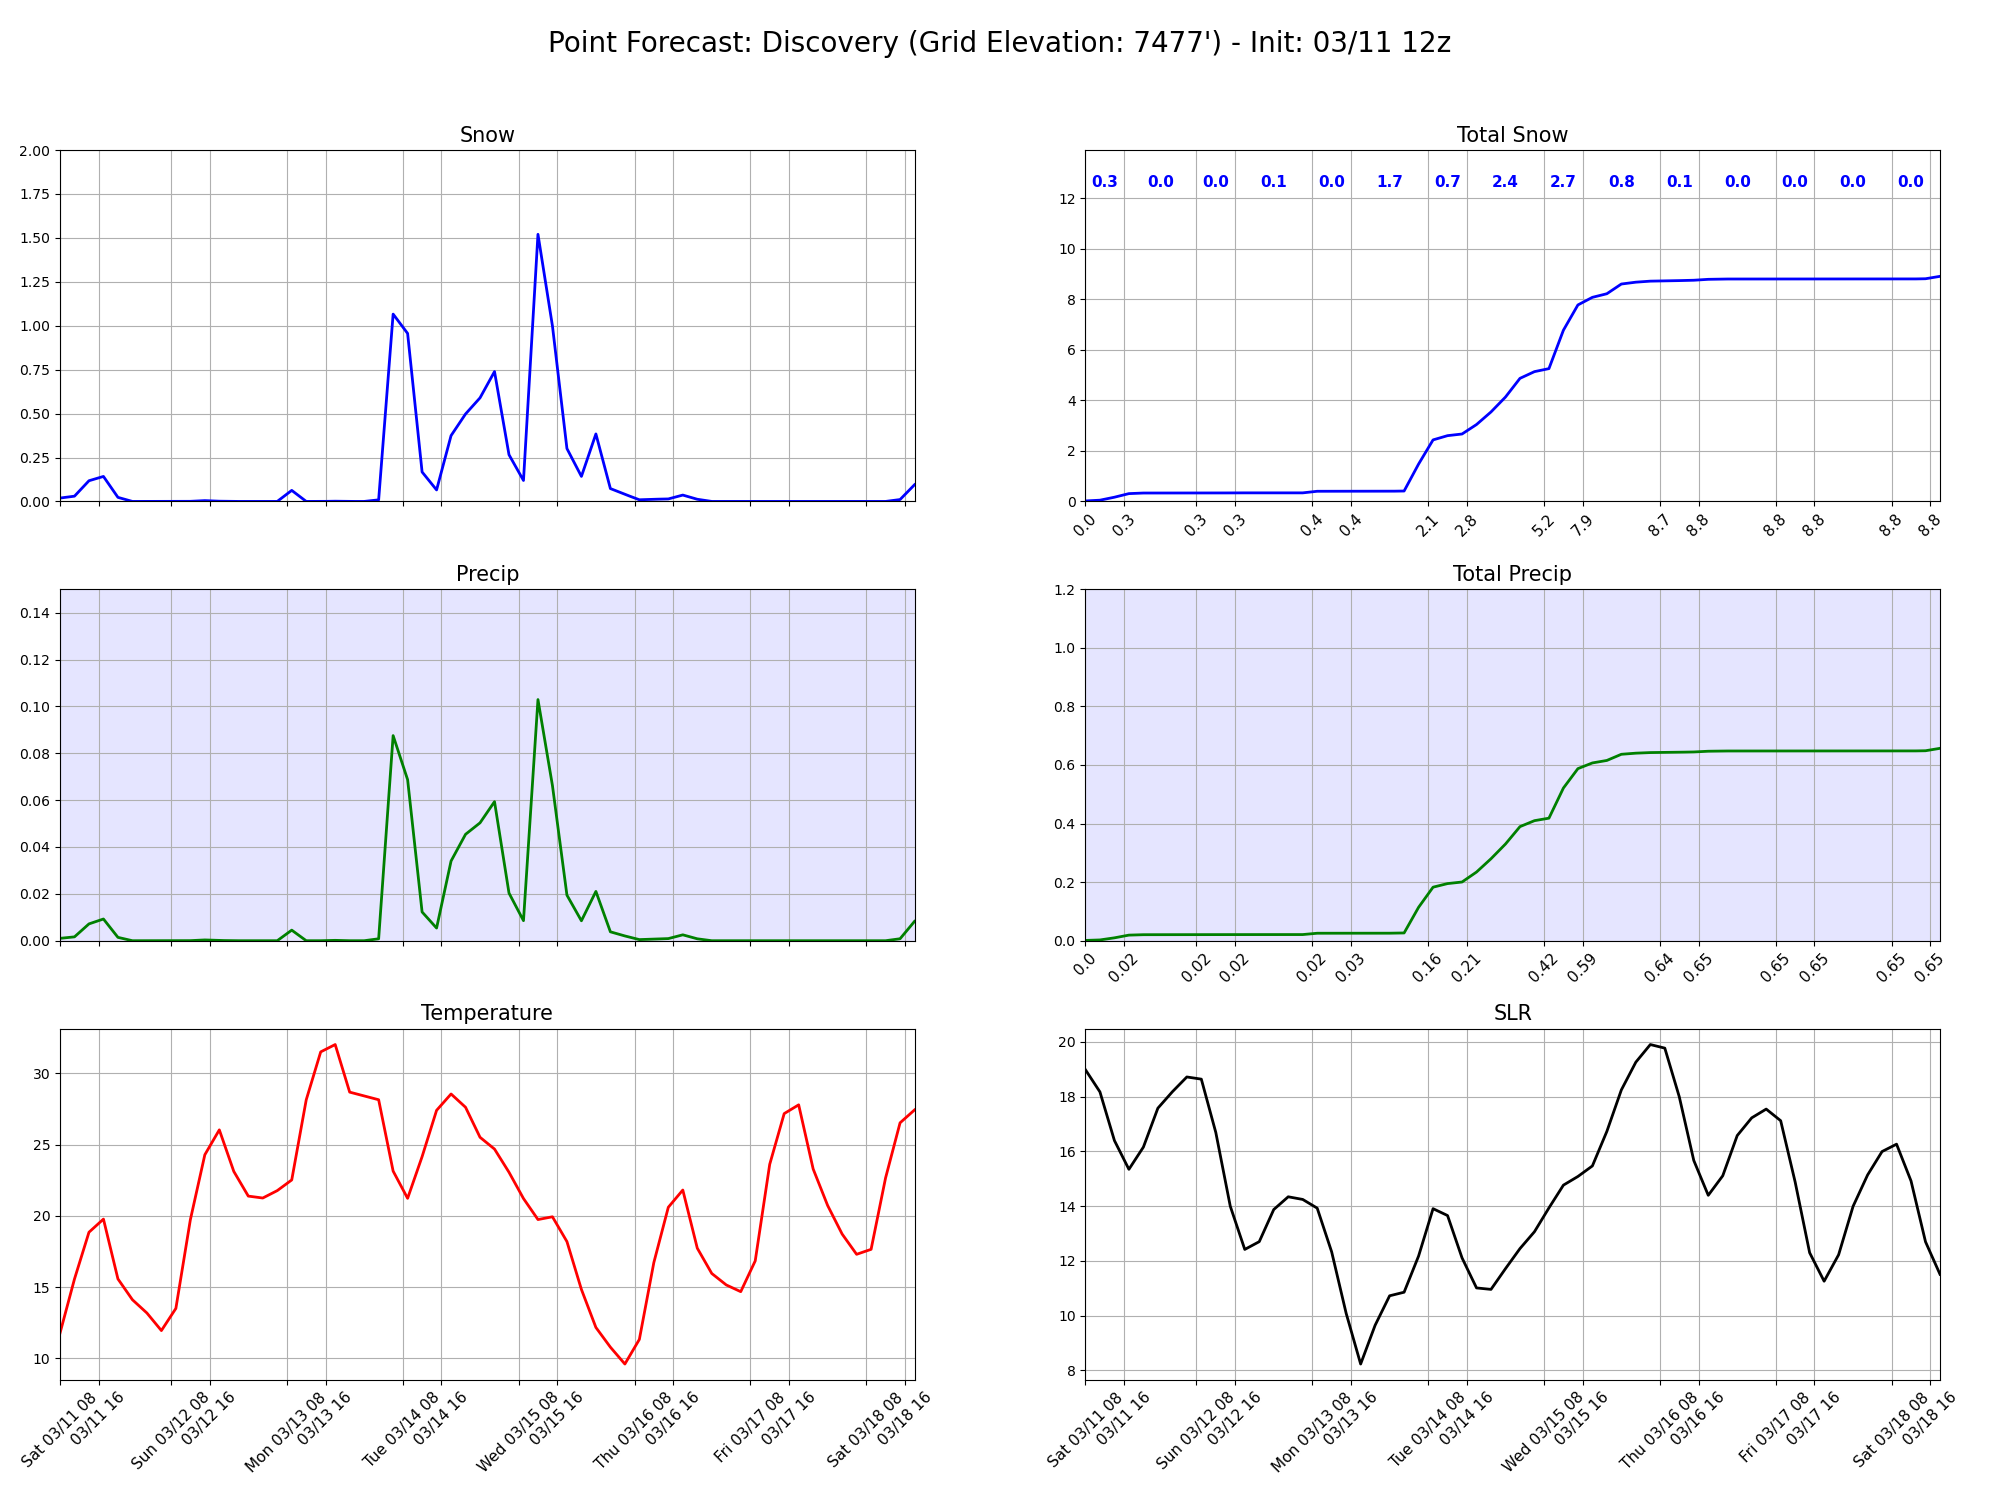 Point Forecast: Discovery (Grid Elevation: 7477') - Init: 03/11 12z
Snow
2.00
1.75
1.50
1.25
1.00
0.75
0.50
0.25
0.00
Total Snow
0.3 0.0 0.0 0.1 0.0 1.7 0.7 2.4 2.7 0.8 0.1 0.0 0.0 0.0 0.0
12
10
8
6
4
2
0
0.0 0.3 0.3 0.3 0.4 0.4 2.1 2.8 5.2 7.9 8.7 8.8 8.8 8.8 8.8 8.8
Precip
0.14
0.12
0.10
0.08
0.06
0.04
0.02
0.00
Total Precip
1.2
1.0
0.8
0.6
0.4
0.2
0.0
0.0 0.02 0.02 0.02 0.02 0.03 0.16 0.21 0.42 0.59 0.64 0.65 0.65 0.65 0.65 0.65
Temperature
30
25
20
15
10
Sat 03/11 08
03/11 16
Sun 03/12 08
03/12 16
Mon 03/13 08
03/13 16
Tue 03/14 08
03/14 16
Wed 03/15 08
03/15 16
Thu 03/16 08
03/16 16
Fri 03/17 08
03/17 16
Sat 03/18 08
03/18 16
SLR
20
18
16
14
12
10
8
Sat 03/11 08
03/11 16
Sun 03/12 08
03/12 16
Mon 03/13 08
03/13 16
Tue 03/14 08
03/14 16
Wed 03/15 08
03/15 16
Thu 03/16 08
03/16 16
Fri 03/17 08
03/17 16
Sat 03/18 08
03/18 16